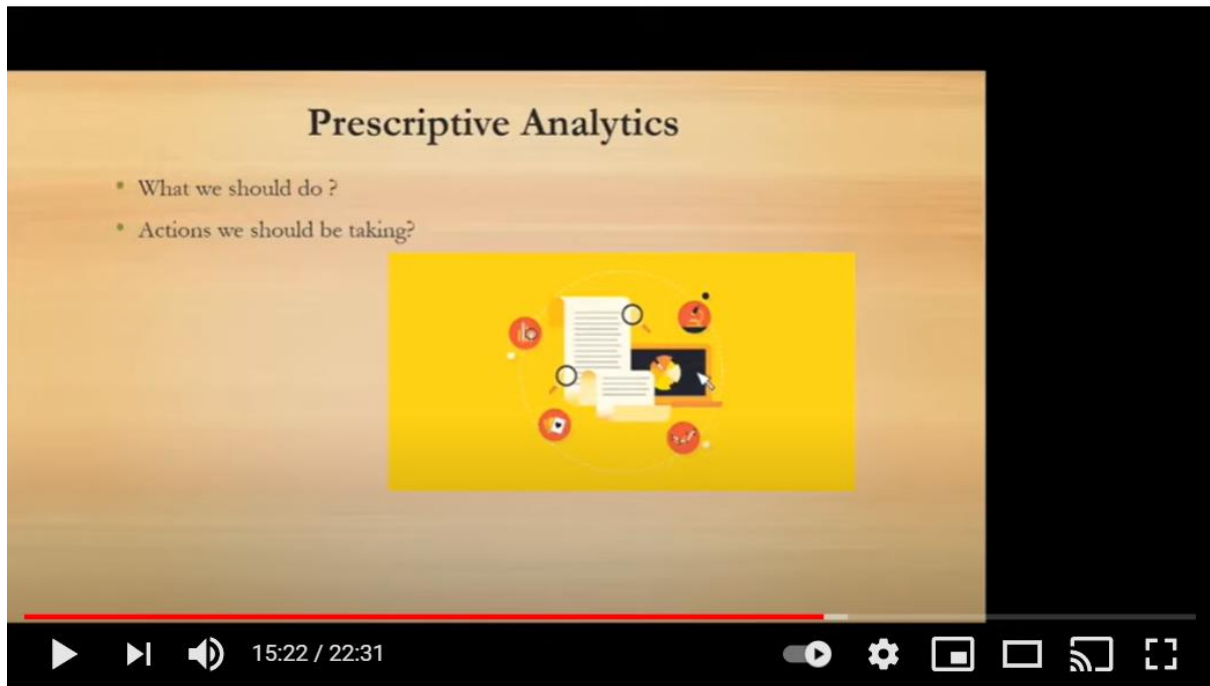 Prescriptive Analytics
What we should do ?
Actions we should be taking?
15:22 / 22:31